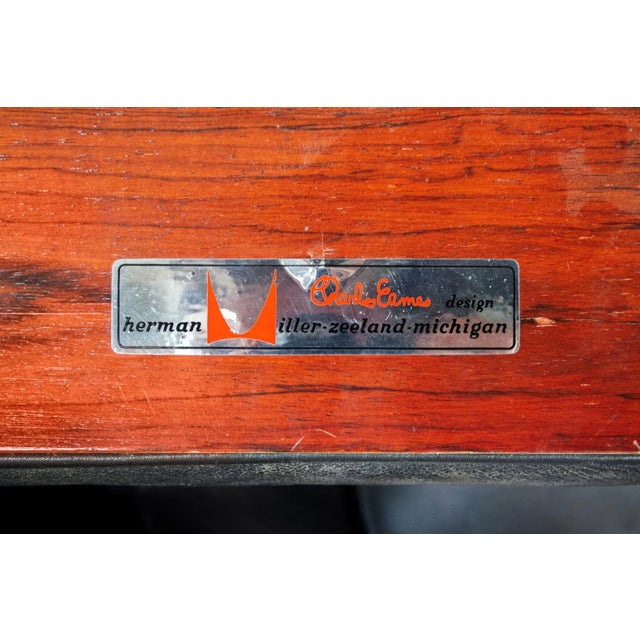 Charles Eames design
herman miller-zeeland-michigan